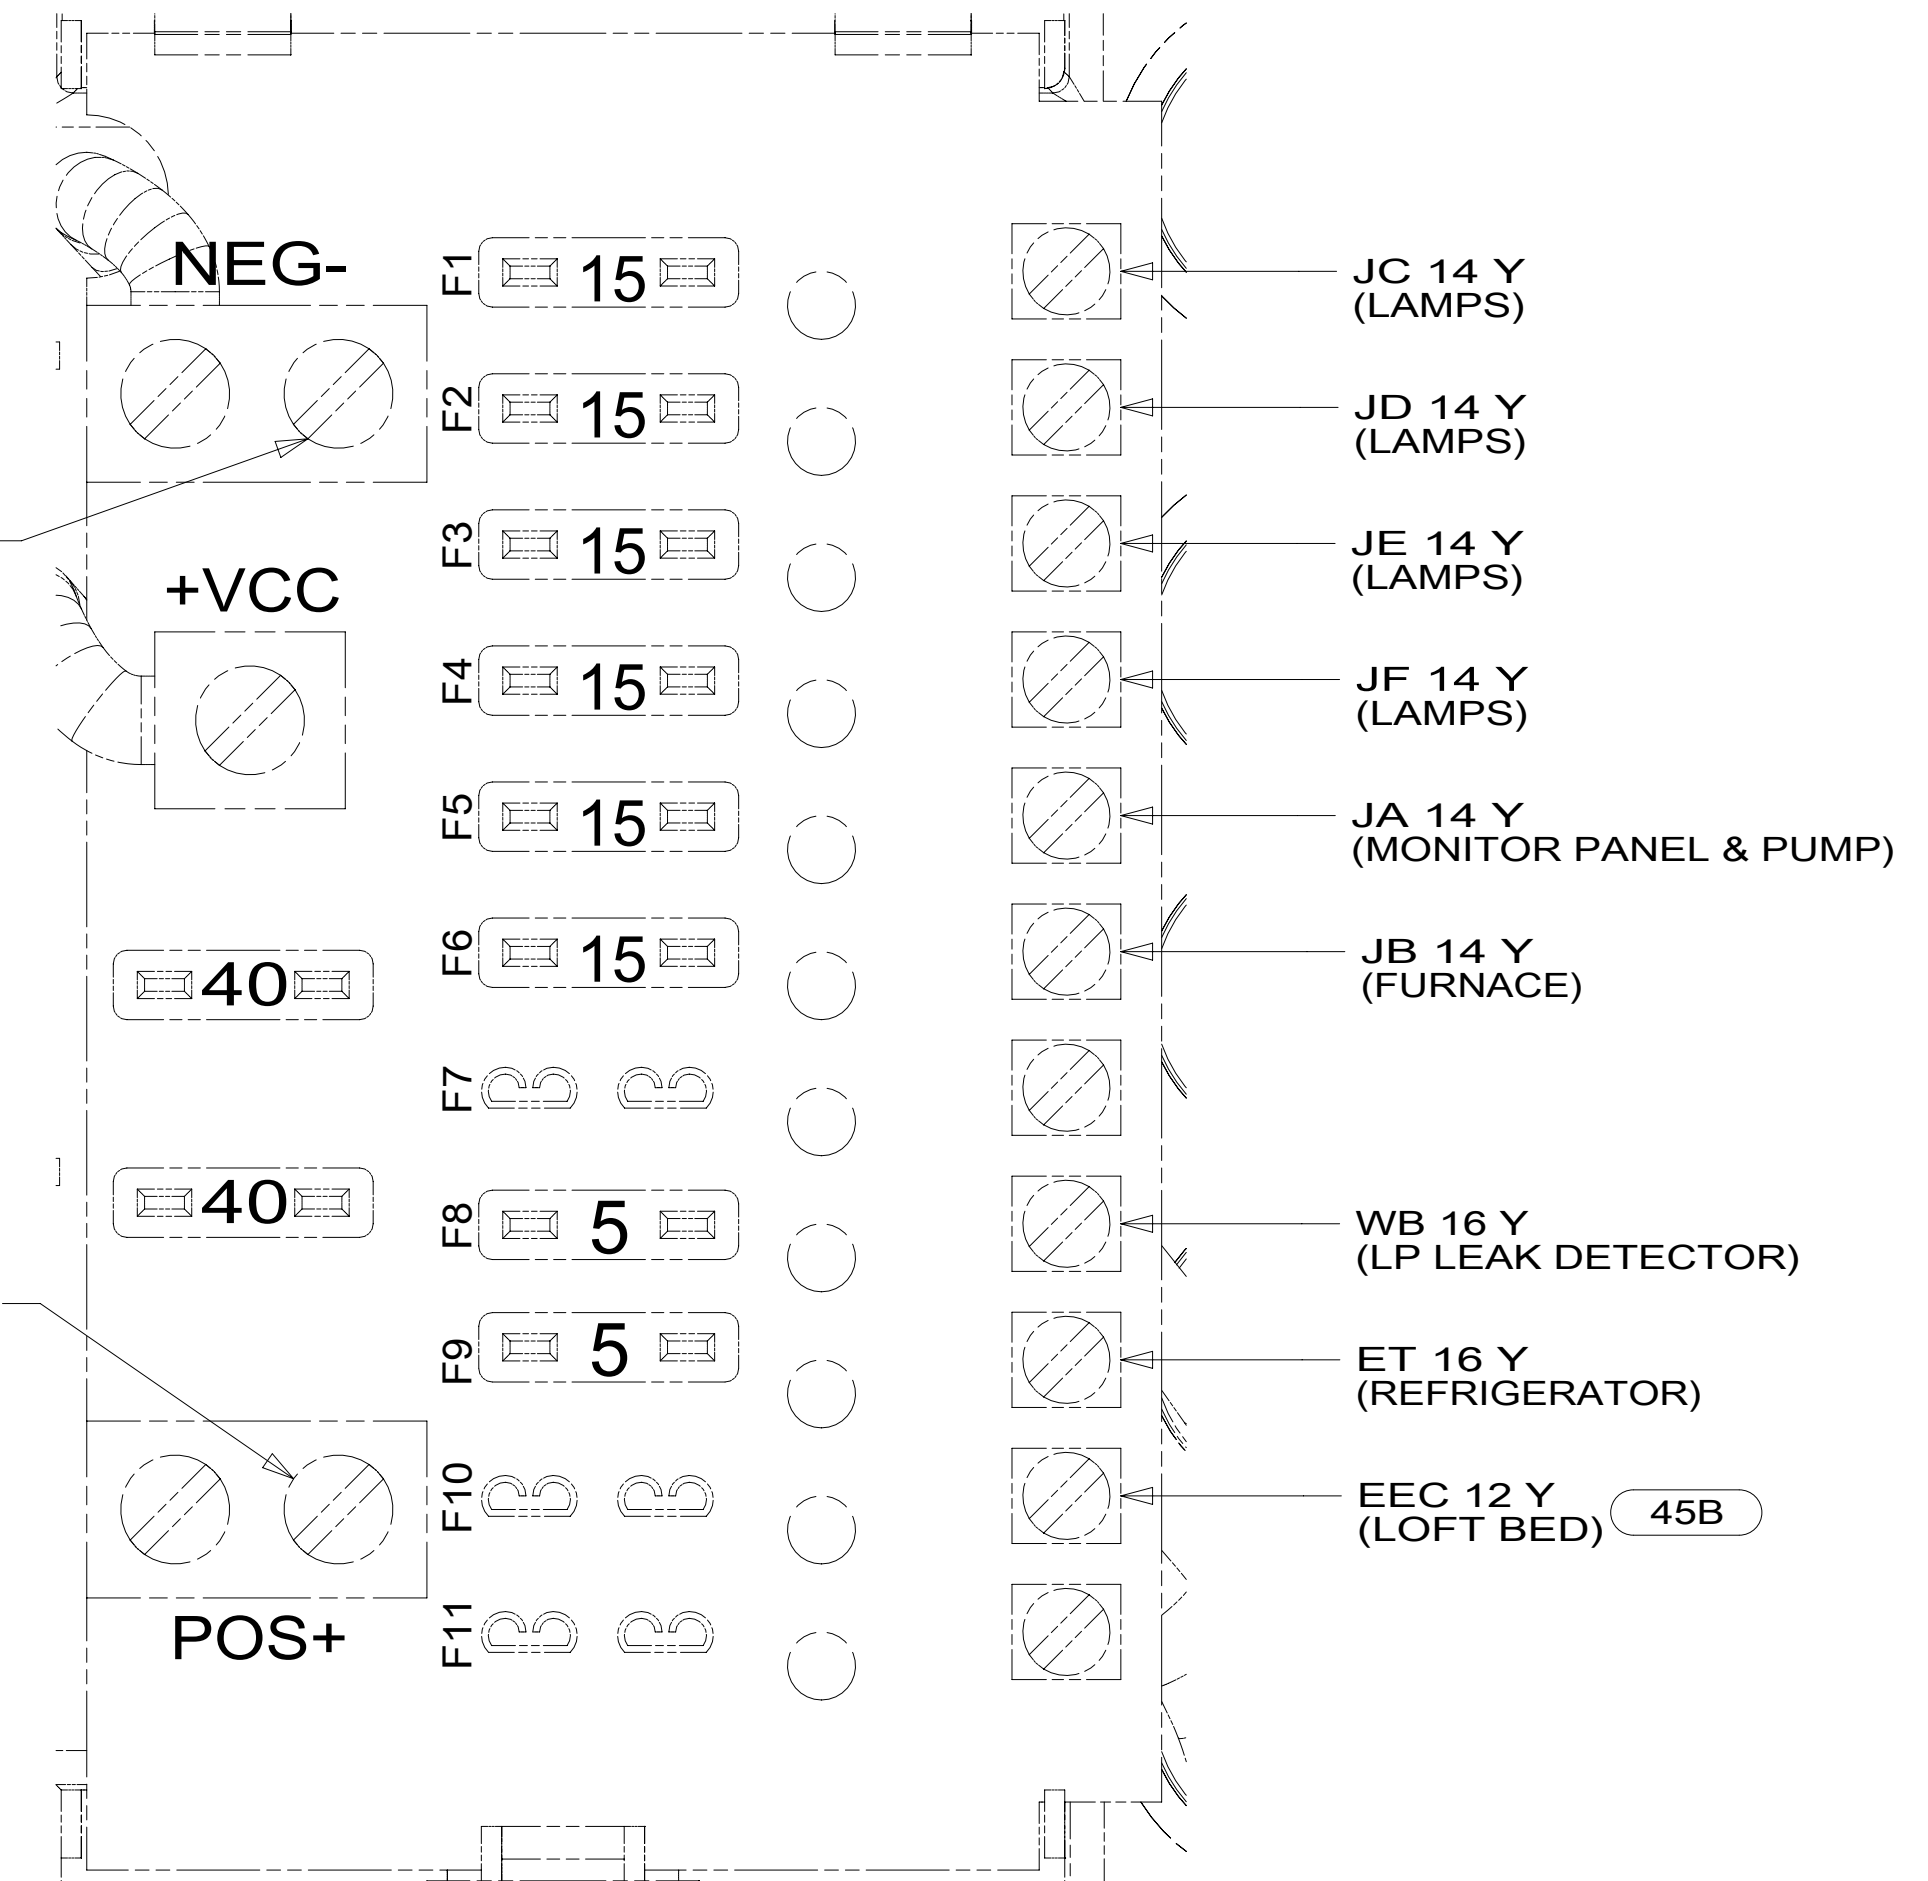 NEG-
+VCC
40
40
POS+
F1 15
JC 14 Y
(LAMPS)
F2 15
JD 14 Y
(LAMPS)
F3 15
JE 14 Y
(LAMPS)
F4 15
JF 14 Y
(LAMPS)
F5 15
JA 14 Y
(MONITOR PANEL & PUMP)
F6 15
JB 14 Y
(FURNACE)
F7
F8 5
WB 16 Y
(LP LEAK DETECTOR)
F9 5
ET 16 Y
(REFRIGERATOR)
F10
EEC 12 Y
(LOFT BED) 45B
F11